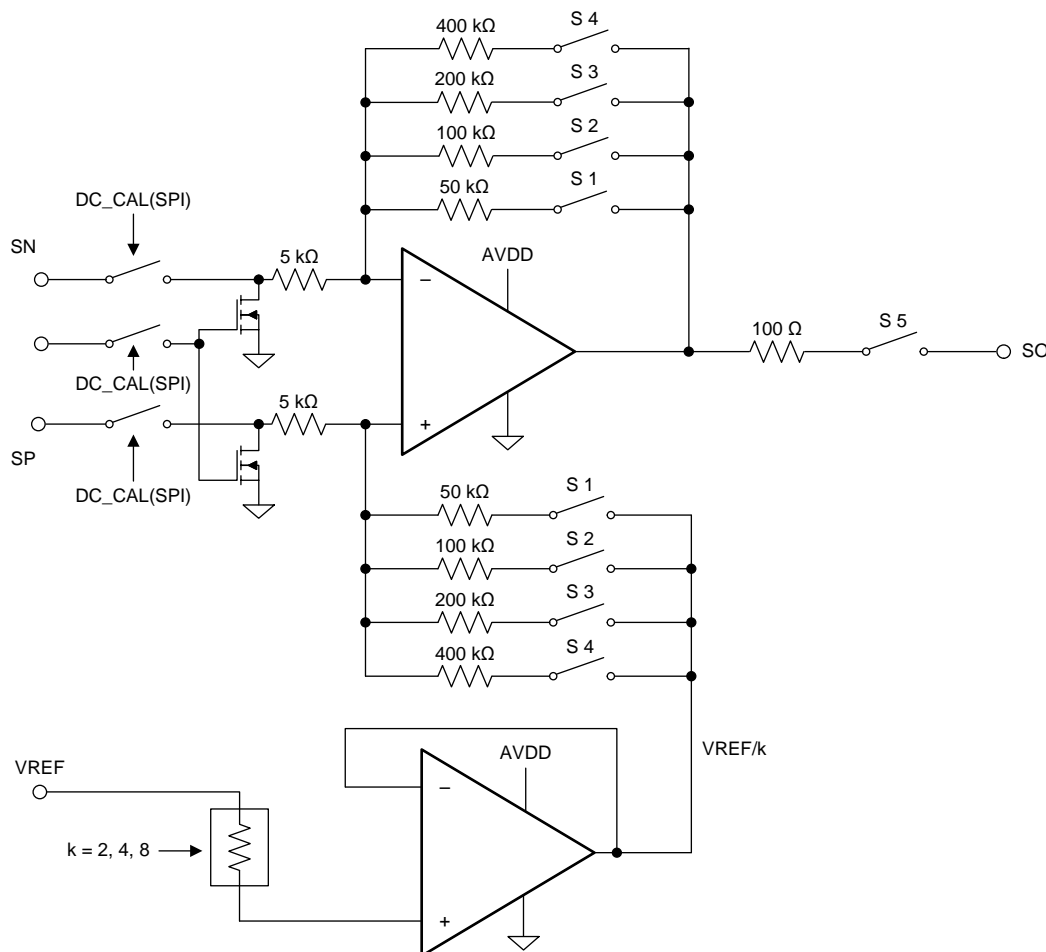 S 4
400 kΩ
S 3
200 kΩ
S 2
100 kΩ
S 1
50 kΩ
DC_CAL(SPI)
SN
5 kΩ
AVDD
−
100 Ω
S 5
SO
DC_CAL(SPI)
5 kΩ
+
SP
DC_CAL(SPI)
50 kΩ
S 1
100 kΩ
S 2
200 kΩ
S 3
400 kΩ
S 4
VREF/k
VREF
AVDD
−
k = 2, 4, 8
+